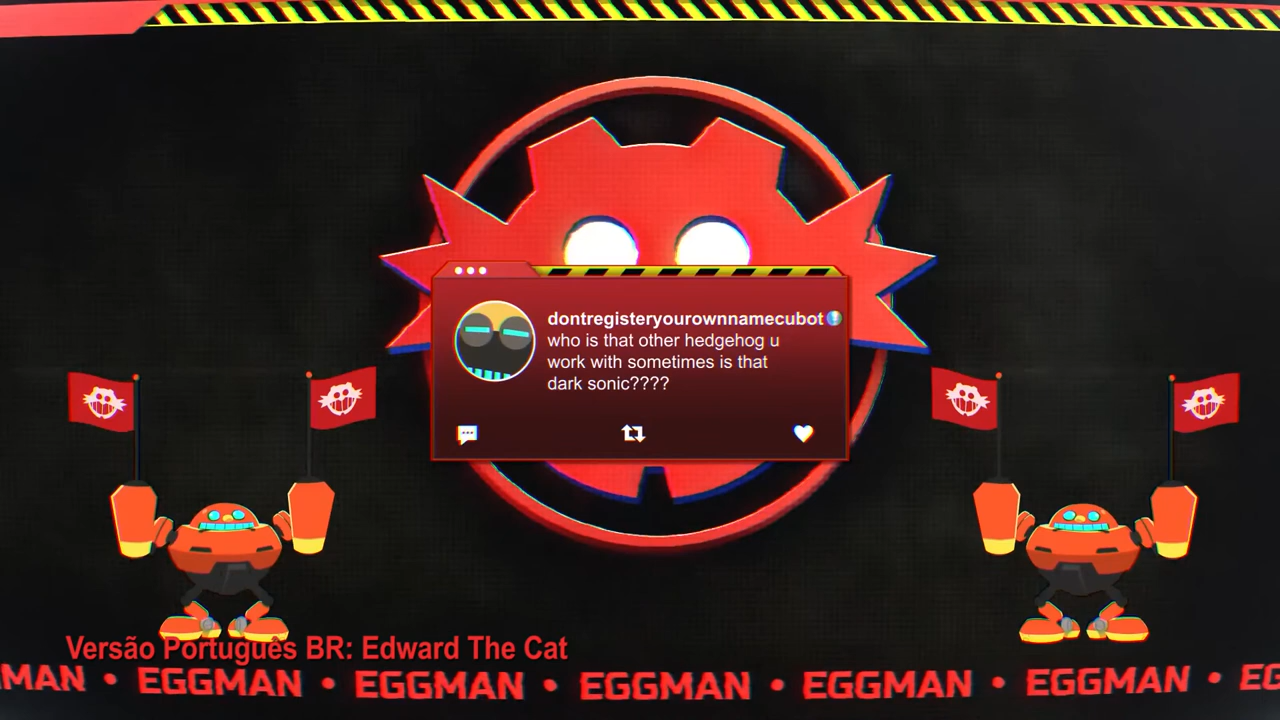 dontregisteryourownnamecubot
who is that other hedgehog u
work with sometimes is that
dark sonic????
Versão Português BR: Edward The Cat
MAN • EGGMAN • EGGMAN • EGGMAN • EGGMAN • EGGMAN • EG